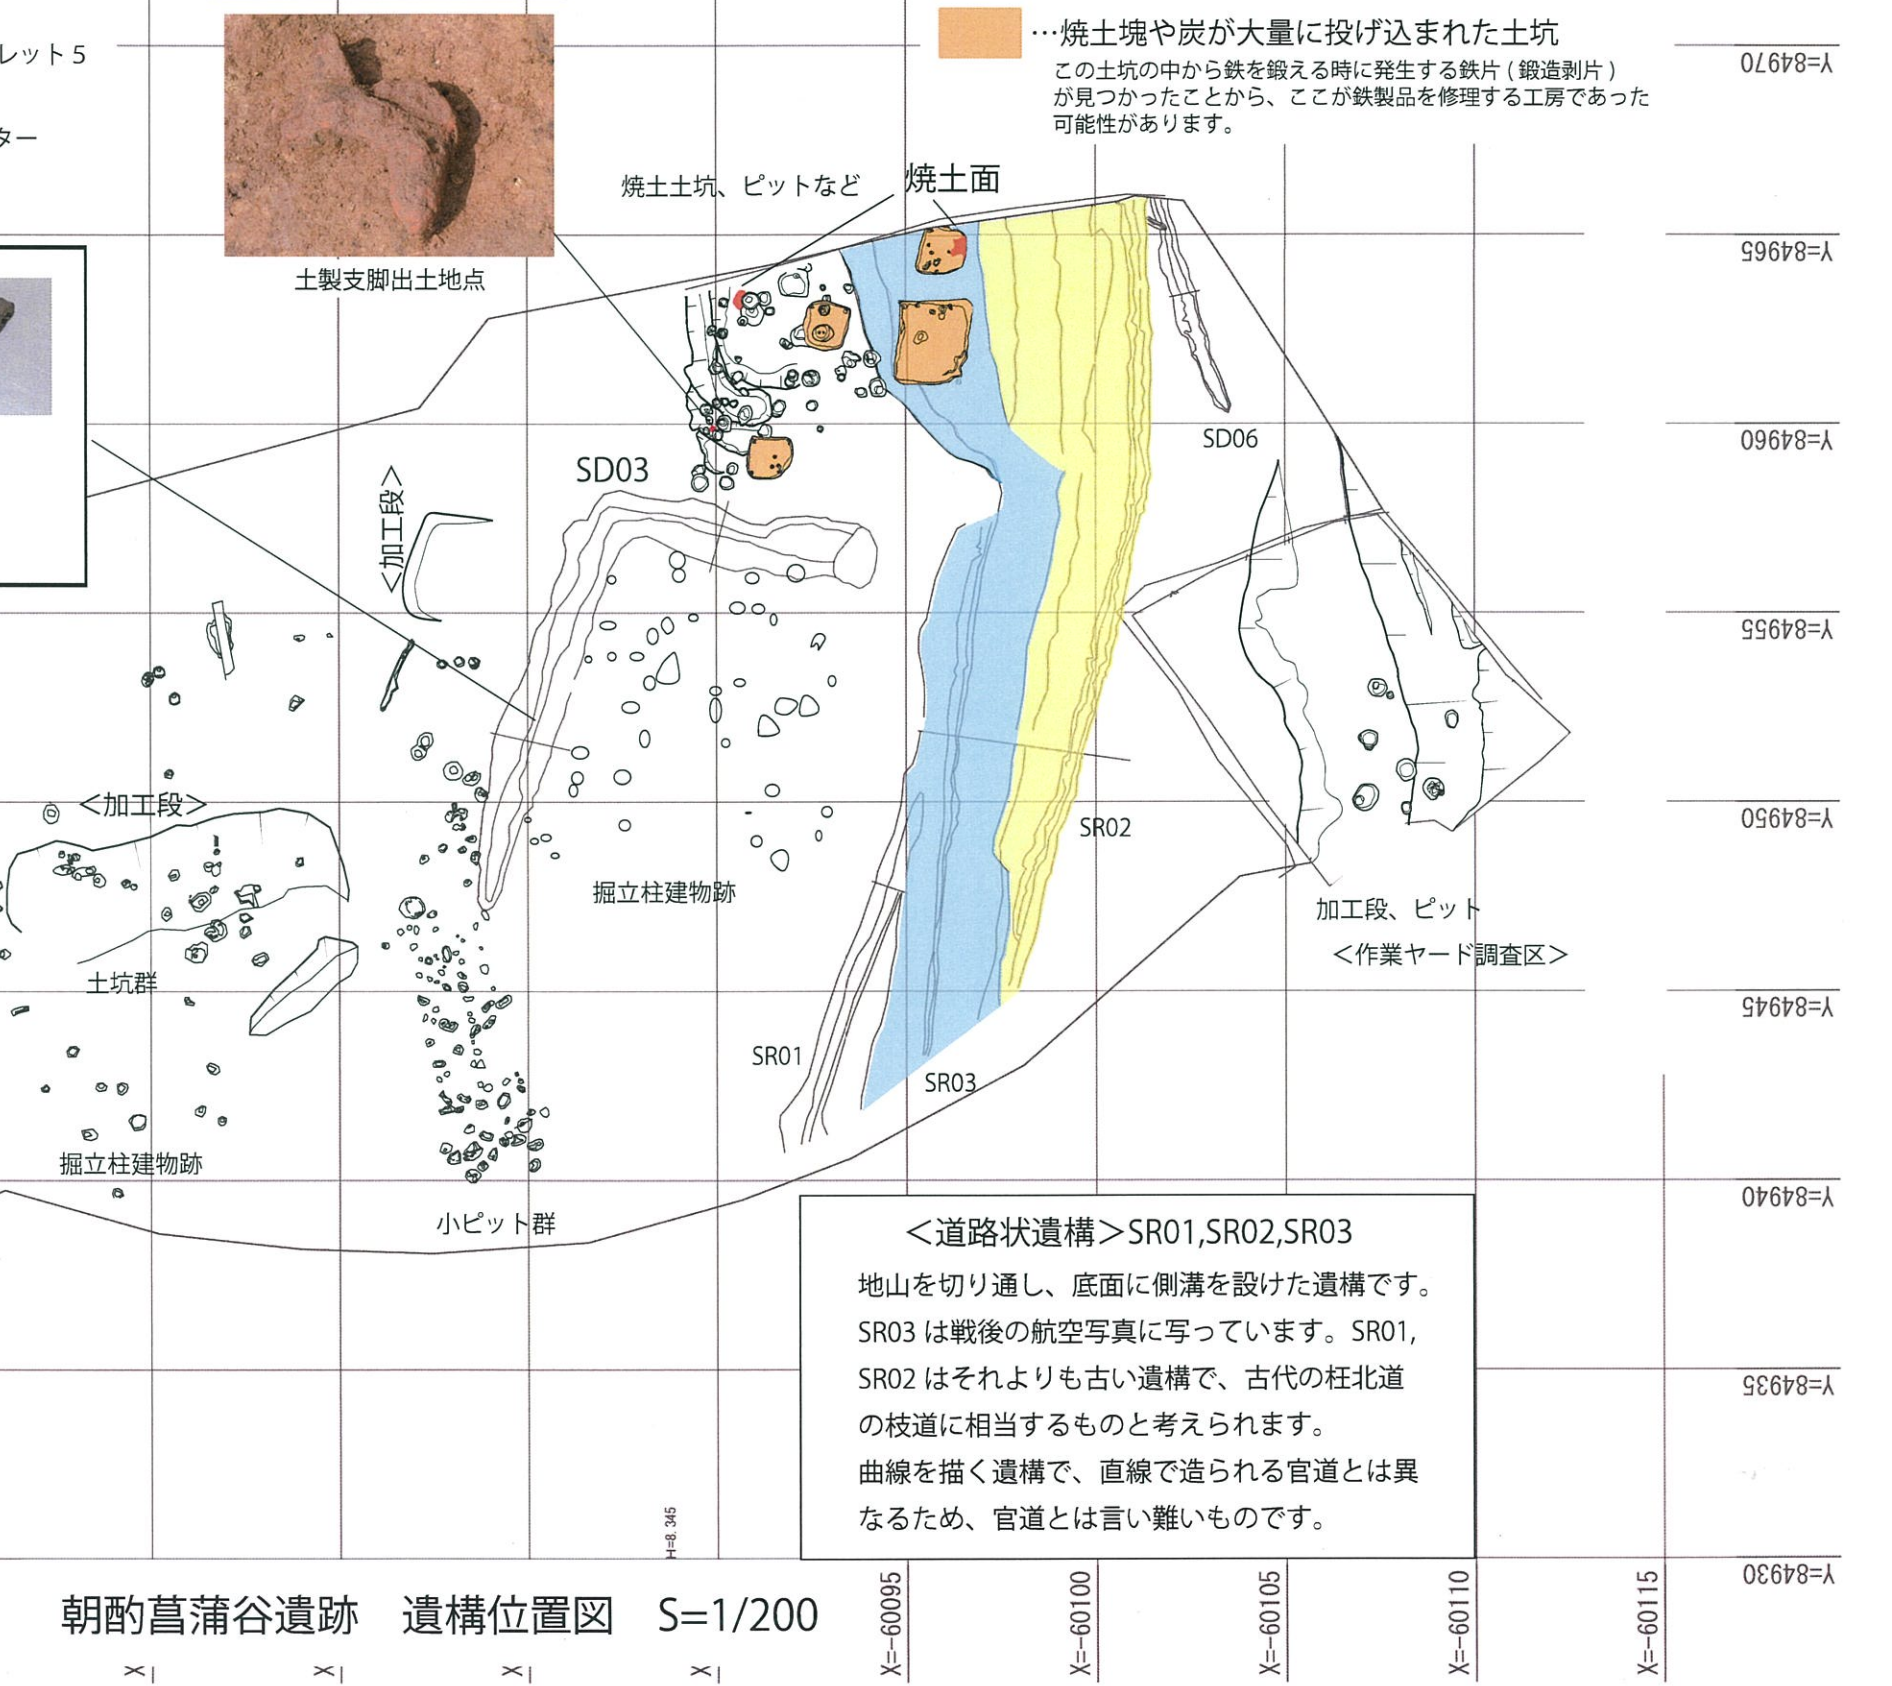 レット 5
ター
…焼土塊や炭が大量に投げ込まれた土坑
この土坑の中から鉄を鍛える時に発生する鉄片 ( 鍛造剥片 )
が見つかったことから、ここが鉄製品を修理する工房であった
可能性があります。
焼土土坑、ピットなど
焼土面
土製支脚出土地点
SD03
SD06
＜加工段＞
＜加工段＞
SR02
掘立柱建物跡
加工段、ピット
＜作業ヤード調査区＞
土坑群
SR01
SR03
掘立柱建物跡
小ピット群
＜道路状遺構＞SR01,SR02,SR03
地山を切り通し、底面に側溝を設けた遺構です。
SR03 は戦後の航空写真に写っています。SR01,
SR02 はそれよりも古い遺構で、古代の枉北道
の枝道に相当するものと考えられます。
曲線を描く遺構で、直線で造られる官道とは異
なるため、官道とは言い難いものです。
H=8.345
朝酌菖蒲谷遺跡　遺構位置図　S=1/200
Y=84970
Y=84965
Y=84960
Y=84955
Y=84950
Y=84945
Y=84940
Y=84935
Y=84930
X
X
X
X
X=-60095
X=-60100
X=-60105
X=-60110
X=-60115